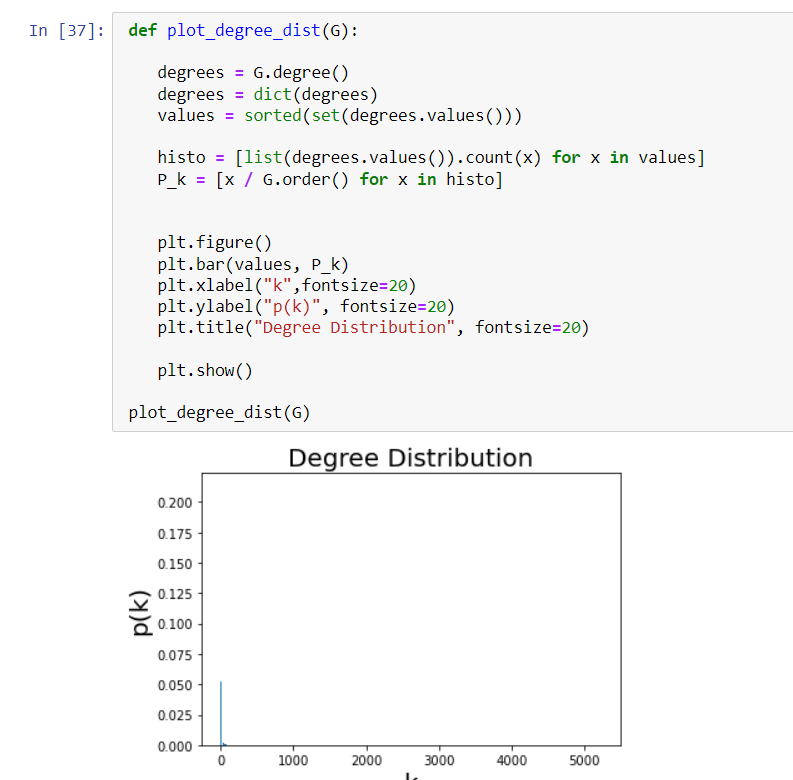 In [37]: def plot_degree_dist(G):
degrees = G.degree()
degrees = dict(degrees)
values = sorted(set(degrees.values()))
histo = [list(degrees.values()).count(x) for x in values]
P_k = [x / G.order() for x in histo]
plt.figure()
plt.bar(values, P_k)
plt.xlabel("k",fontsize=20)
plt.ylabel("p(k)", fontsize=20)
plt.title("Degree Distribution", fontsize=20)
plt.show()
plot_degree_dist(G)
Degree Distribution
0.200
0.175
0.150
0.125
0.100
0.075
0.050
0.025
0.000
p(k)
0 1000 2000 3000 4000 5000